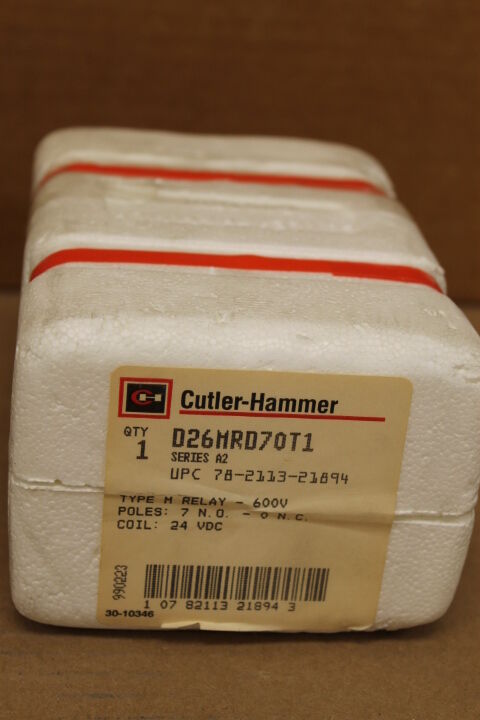 CH Cutler-Hammer
QTY
1
D26MRD70T1
SERIES A2
UPC 78-2113-21894
TYPE M RELAY - 600V
POLES: 7 N.O. - 0 N.C.
COIL: 24 VDC
990223
1 07 82113 21894 3
30-10346